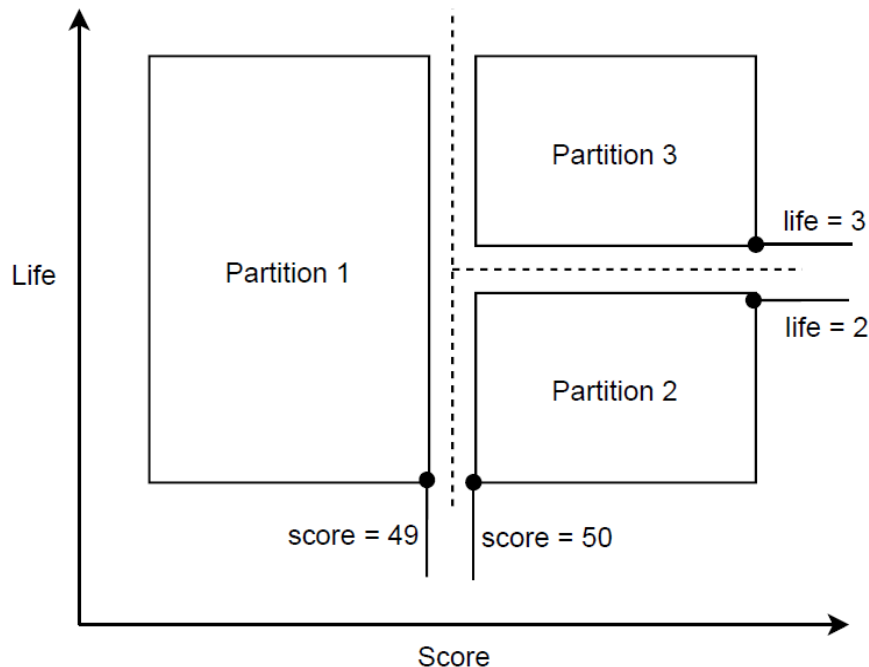 Partition 3
life = 3
Life
Partition 1
life = 2
Partition 2
score = 49
score = 50
Score